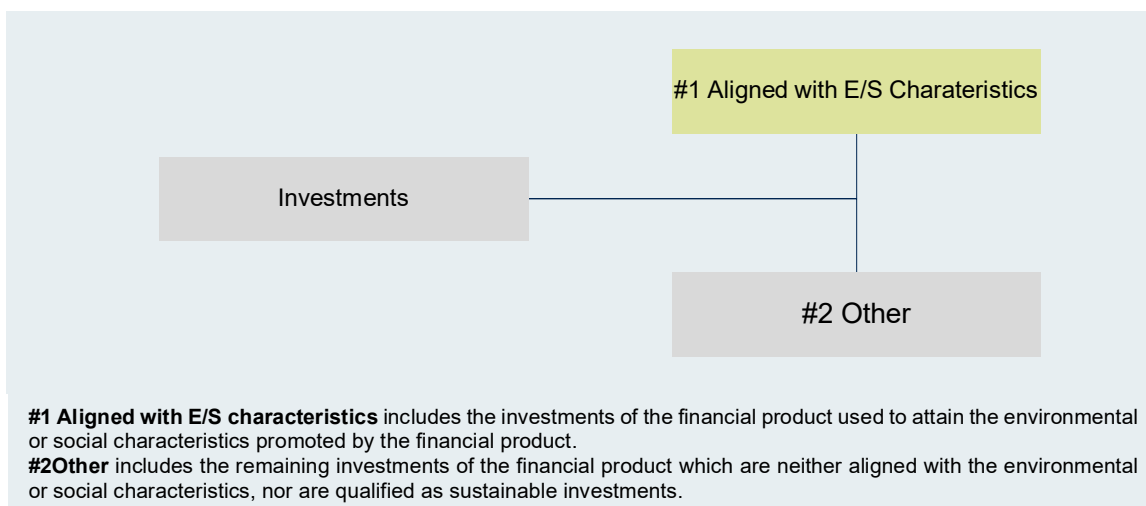 #1 Aligned with E/S Charateristics
Investments
#2 Other
#1 Aligned with E/S characteristics includes the investments of the financial product used to attain the environmental
or social characteristics promoted by the financial product.
#2Other includes the remaining investments of the financial product which are neither aligned with the environmental
or social characteristics, nor are qualified as sustainable investments.